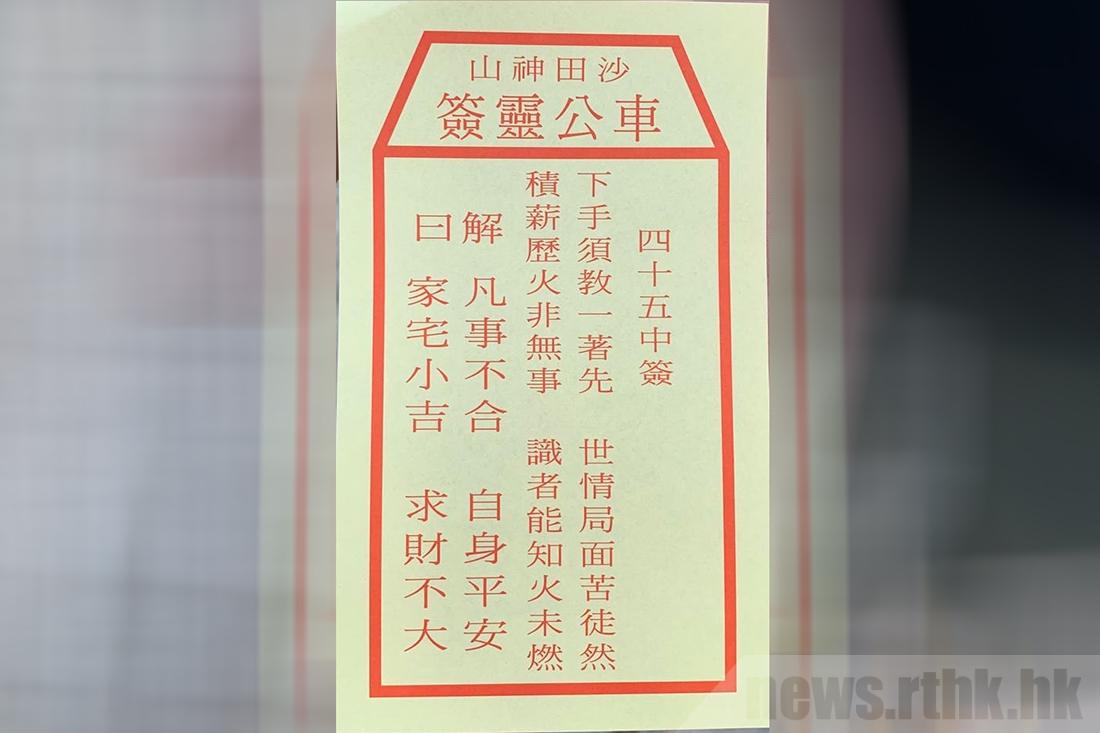 沙田神山
車公靈簽
四十五中簽
下手須教一著先 世情局面苦徒然
積薪歷火非無事 識者能知火未燃
解 凡事不合 自身平安
曰 家宅小吉 求財不大
news.rthk.hk